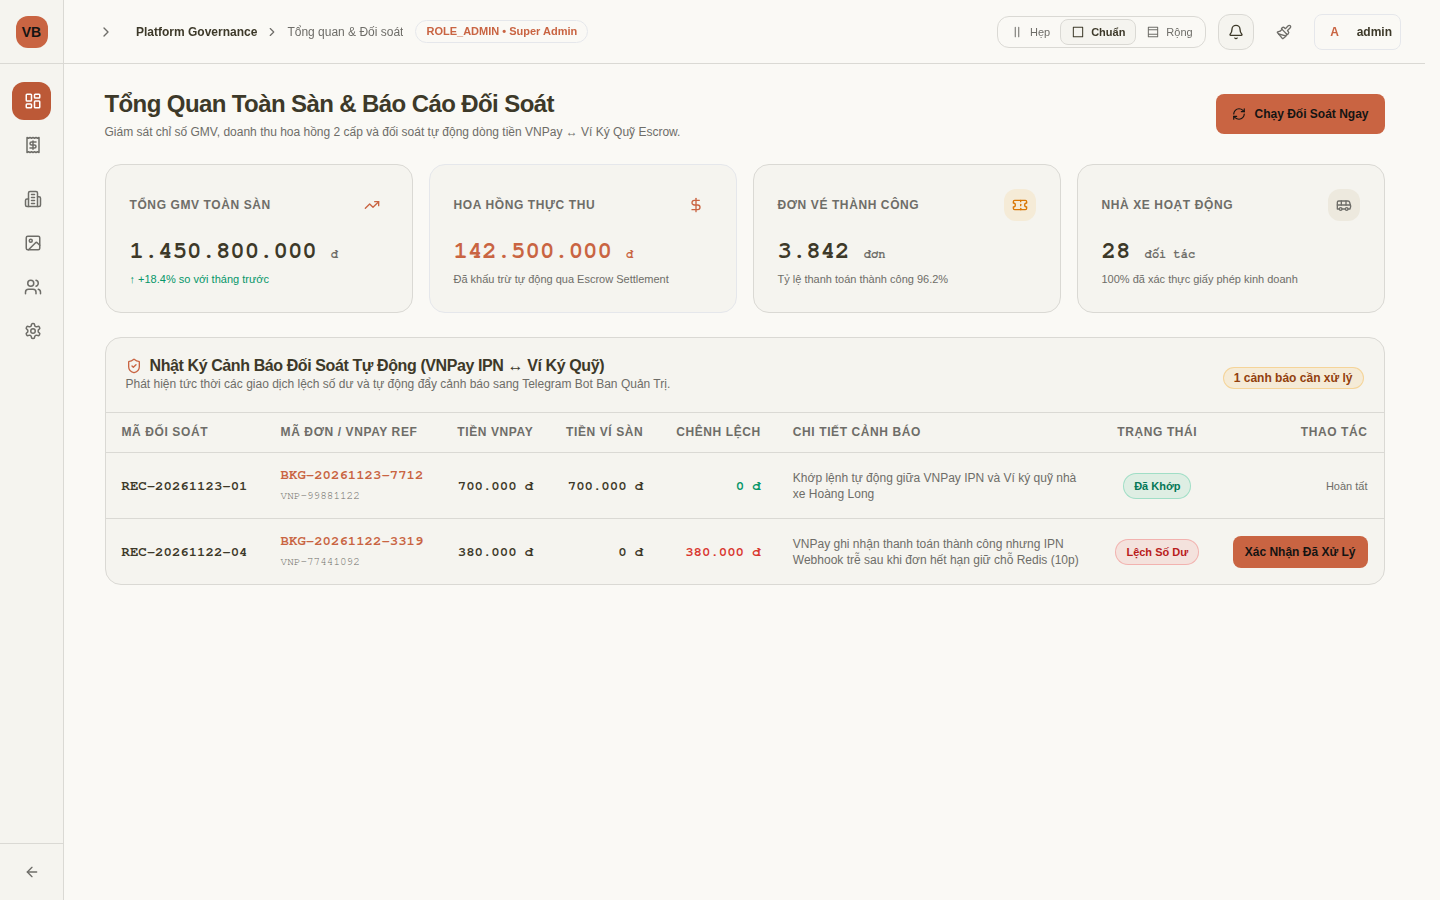 VB
Platform Governance
Tổng quan & Đối soát
ROLE_ADMIN • Super Admin
Hẹp
Chuẩn
Rộng
A
admin
Tổng Quan Toàn Sàn & Báo Cáo Đối Soát
Giám sát chỉ số GMV, doanh thu hoa hồng 2 cấp và đối soát tự động dòng tiền VNPay ↔ Ví Ký Quỹ Escrow.
Chạy Đối Soát Ngay
TỔNG GMV TOÀN SÀN
1.450.800.000 đ
↑ +18.4% so với tháng trước
HOA HỒNG THỰC THU
142.500.000 đ
Đã khấu trừ tự động qua Escrow Settlement
ĐƠN VÉ THÀNH CÔNG
3.842 đơn
Tỷ lệ thanh toán thành công 96.2%
NHÀ XE HOẠT ĐỘNG
28 đối tác
100% đã xác thực giấy phép kinh doanh
Nhật Ký Cảnh Báo Đối Soát Tự Động (VNPay IPN ↔ Ví Ký Quỹ)
Phát hiện tức thời các giao dịch lệch số dư và tự động đẩy cảnh báo sang Telegram Bot Ban Quản Trị.
1 cảnh báo cần xử lý
MÃ ĐỐI SOÁT
MÃ ĐƠN / VNPAY REF
TIỀN VNPAY
TIỀN VÍ SÀN
CHÊNH LỆCH
CHI TIẾT CẢNH BÁO
TRẠNG THÁI
THAO TÁC
REC-20261123-01
BKG-20261123-7712
VNP-99881122
700.000 đ
700.000 đ
0 đ
Khớp lệnh tự động giữa VNPay IPN và Ví ký quỹ nhà
xe Hoàng Long
Đã Khớp
Hoàn tất
REC-20261122-04
BKG-20261122-3319
VNP-77441092
380.000 đ
0 đ
380.000 đ
VNPay ghi nhận thanh toán thành công nhưng IPN
Webhook trễ sau khi đơn hết hạn giữ chỗ Redis (10p)
Lệch Số Dư
Xác Nhận Đã Xử Lý